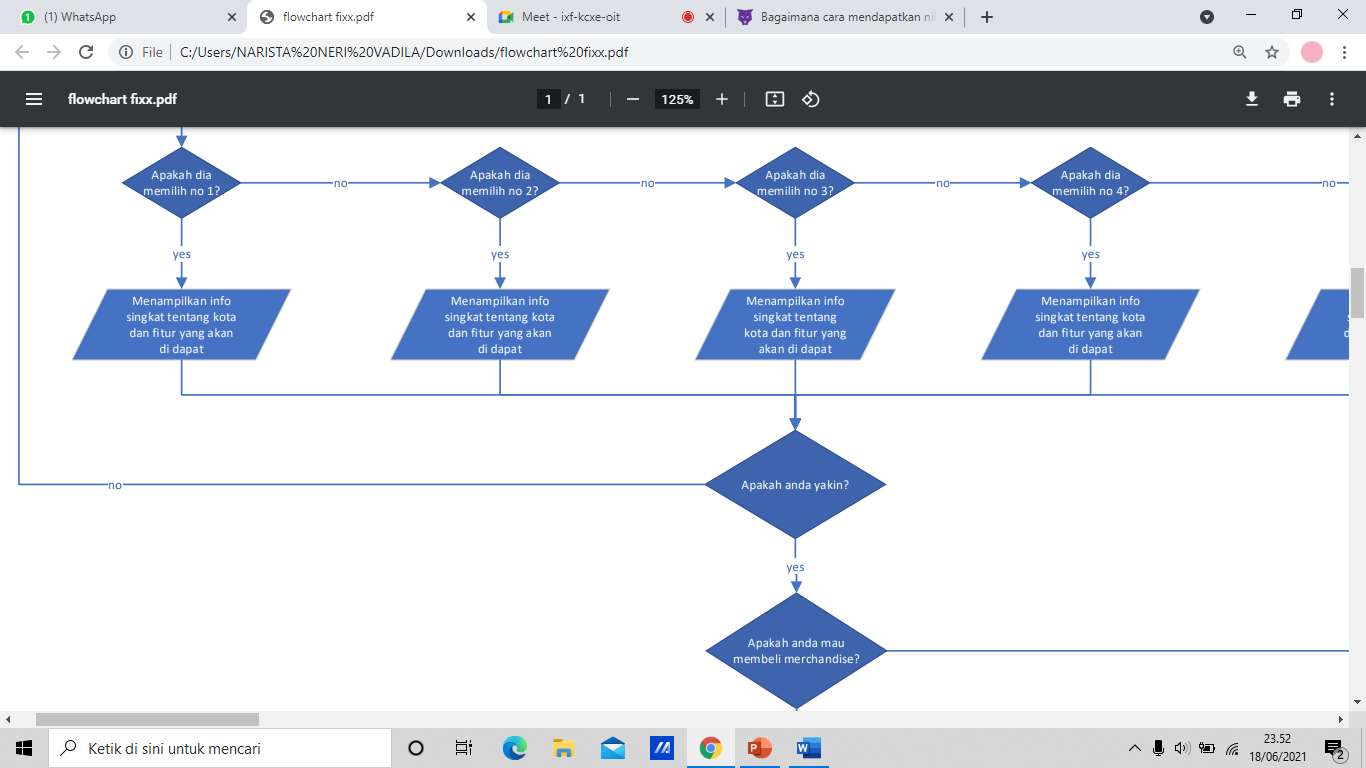 (1) WhatsApp
flowchart fixx.pdf
Meet - ixf-kcxe-oit
Bagaimana cara mendapatkan
File
C:/Users/NARISTA%20NERI%20VADILA/Downloads/flowchart%20fixx.pdf
flowchart fixx.pdf
1 / 1
125%
Apakah dia
memilih no 1?
no
Apakah dia
memilih no 2?
no
Apakah dia
memilih no 3?
no
Apakah dia
memilih no 4?
no
yes
yes
yes
yes
Menampilkan info
singkat tentang kota
dan fitur yang akan
di dapat
Menampilkan info
singkat tentang kota
dan fitur yang akan
di dapat
Menampilkan info
singkat tentang
kota dan fitur yang
akan di dapat
Menampilkan info
singkat tentang kota
dan fitur yang akan
di dapat
no
Apakah anda yakin?
yes
Apakah anda mau
membeli merchandise?
Ketik di sini untuk mencari
23.52
18/06/2021
2